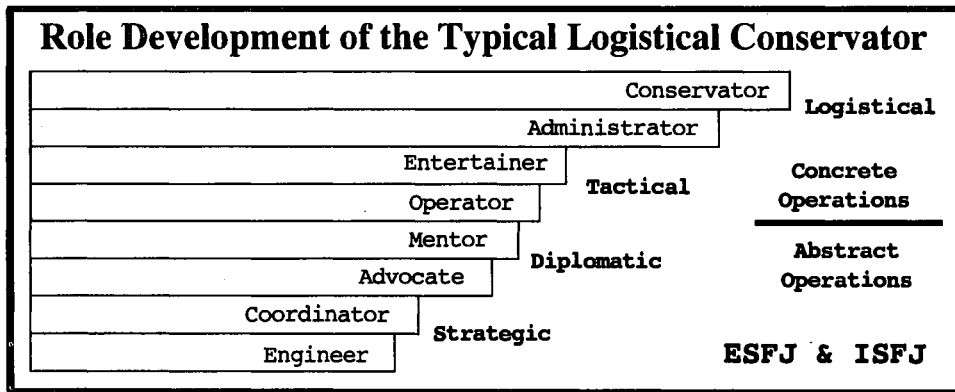 Role Development of the Typical Logistical Conservator
Conservator
Logistical
Administrator
Entertainer
Tactical
Operator
Mentor
Diplomatic
Advocate
Coordinator
Strategic
Engineer
Concrete
Operations
Abstract
Operations
ESFJ & ISFJ